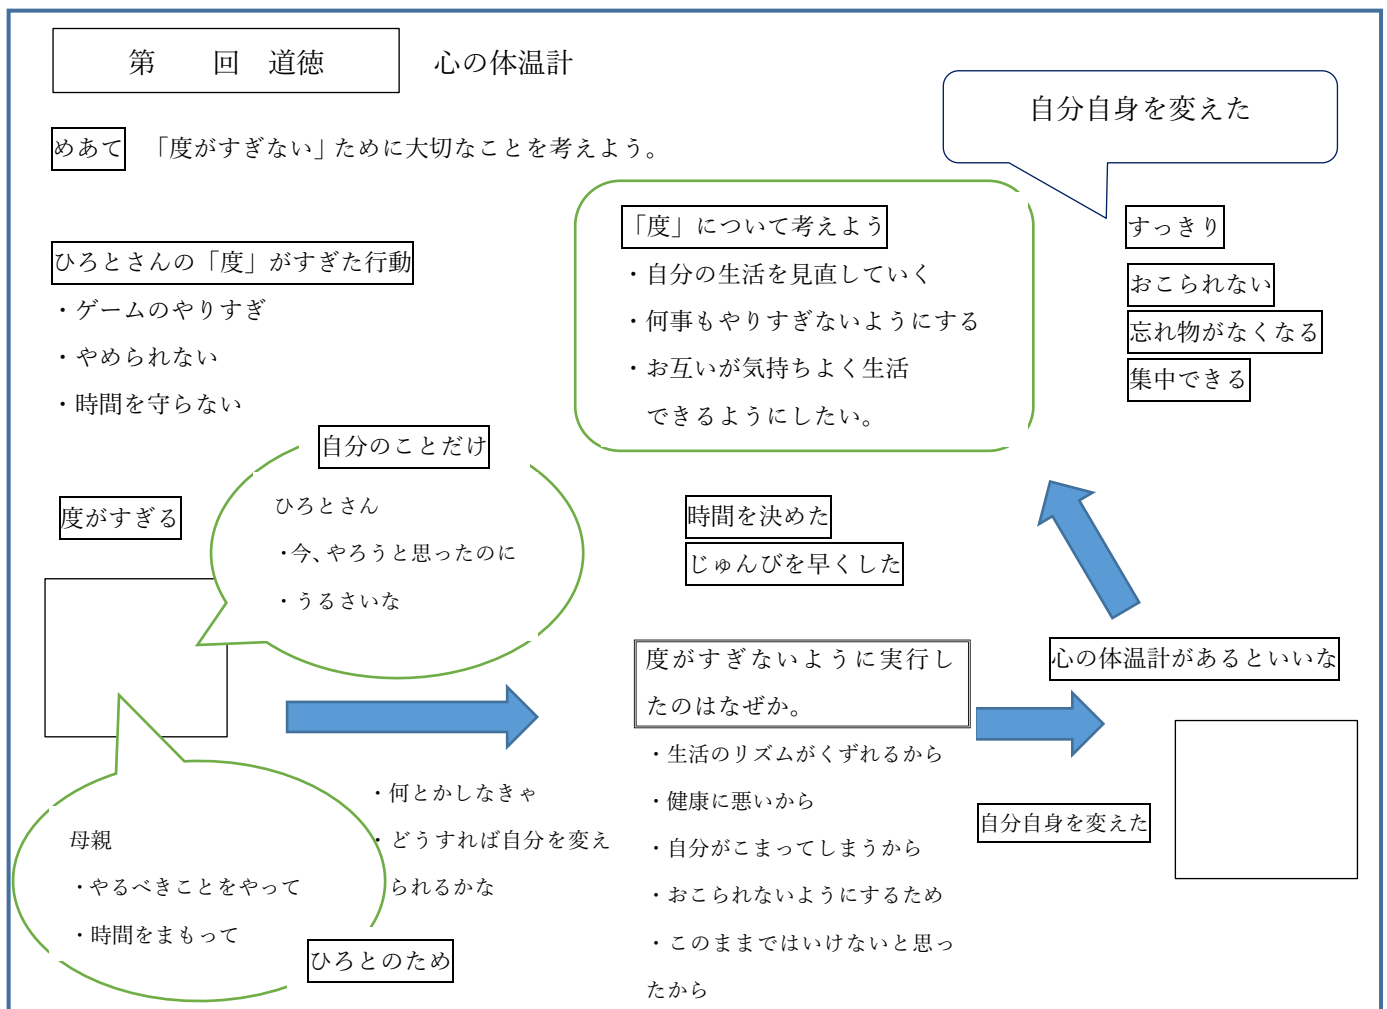 第　　回　道徳
心の体温計
自分自身を変えた
めあて　「度がすぎない」ために大切なことを考えよう。
ひろとさんの「度」がすぎた行動
・ゲームのやりすぎ
・やめられない
・時間を守らない
「度」について考えよう
・自分の生活を見直していく
・何事もやりすぎないようにする
・お互いが気持ちよく生活
できるようにしたい。
すっきり
おこられない
忘れ物がなくなる
集中できる
自分のことだけ
度がすぎる
ひろとさん
・今、やろうと思ったのに
・うるさいな
時間を決めた
じゅんびを早くした
母親
・やるべきことをやって
・時間をまもって
ひろとのため
・何とかしなきゃ
・どうすれば自分を変え
られるかな
度がすぎないように実行し
たのはなぜか。
・生活のリズムがくずれるから
・健康に悪いから
・自分がこまってしまうから
・おこられないようにするため
・このままではいけないと思っ
たから
心の体温計があるといいな
自分自身を変えた